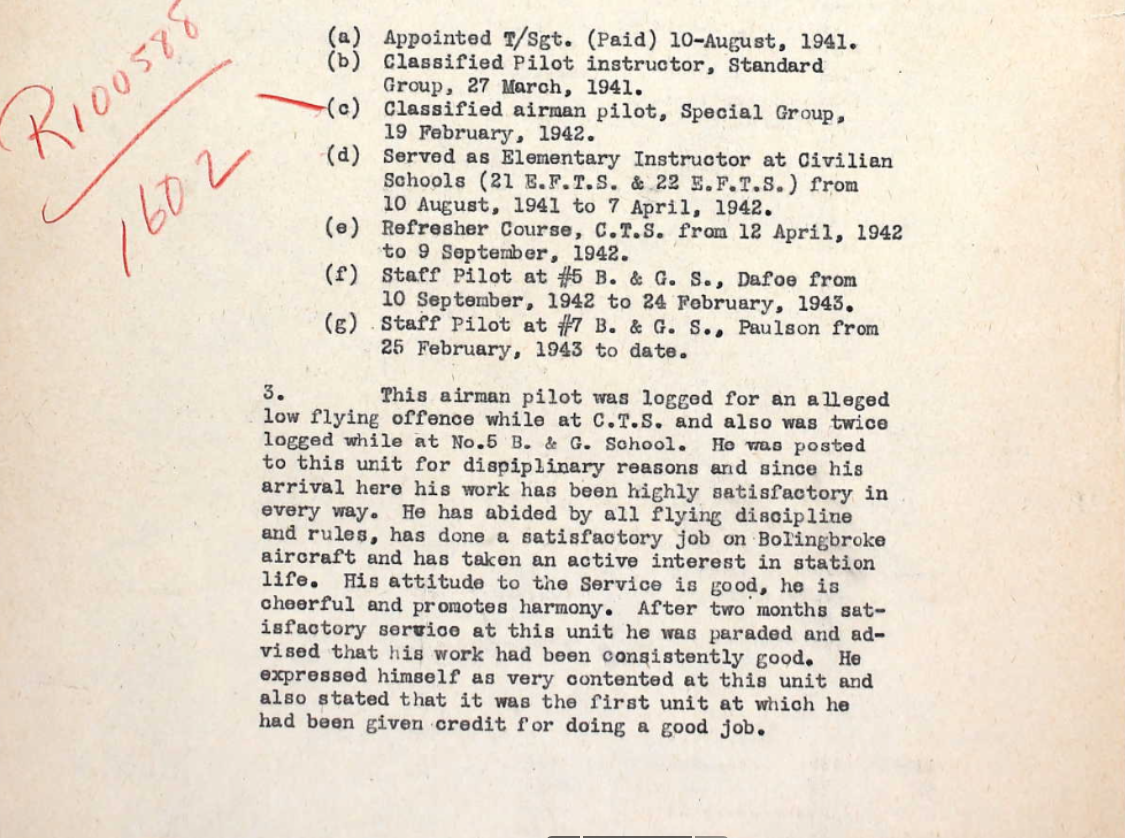 R100588
1602
(a) Appointed T/Sgt. (Paid) 10-August, 1941.
(b) Classified Pilot instructor, Standard
Group, 27 March, 1941.
(c) Classified airman pilot, Special Group,
19 February, 1942.
(d) Served as Elementary Instructor at Civilian
Schools (21 E.F.T.S. & 22 E.F.T.S.) from
10 August, 1941 to 7 April, 1942.
(e) Refresher Course, C.T.S. from 12 April, 1942
to 9 September, 1942.
(f) Staff Pilot at #5 B. & G. S., Dafoe from
10 September, 1942 to 24 February, 1943.
(g) Staff Pilot at #7 B. & G. S., Paulson from
25 February, 1943 to date.
3. This airman pilot was logged for an alleged
low flying offence while at C.T.S. and also was twice
logged while at No.5 B. & G. School. He was posted
to this unit for dispiplinary reasons and since his
arrival here his work has been highly satisfactory in
every way. He has abided by all flying discipline
and rules, has done a satisfactory job on Bolingbroke
aircraft and has taken an active interest in station
life. His attitude to the Service is good, he is
cheerful and promotes harmony. After two months sat-
isfactory service at this unit he was paraded and ad-
vised that his work had been consistently good. He
expressed himself as very contented at this unit and
also stated that it was the first unit at which he
had been given credit for doing a good job.